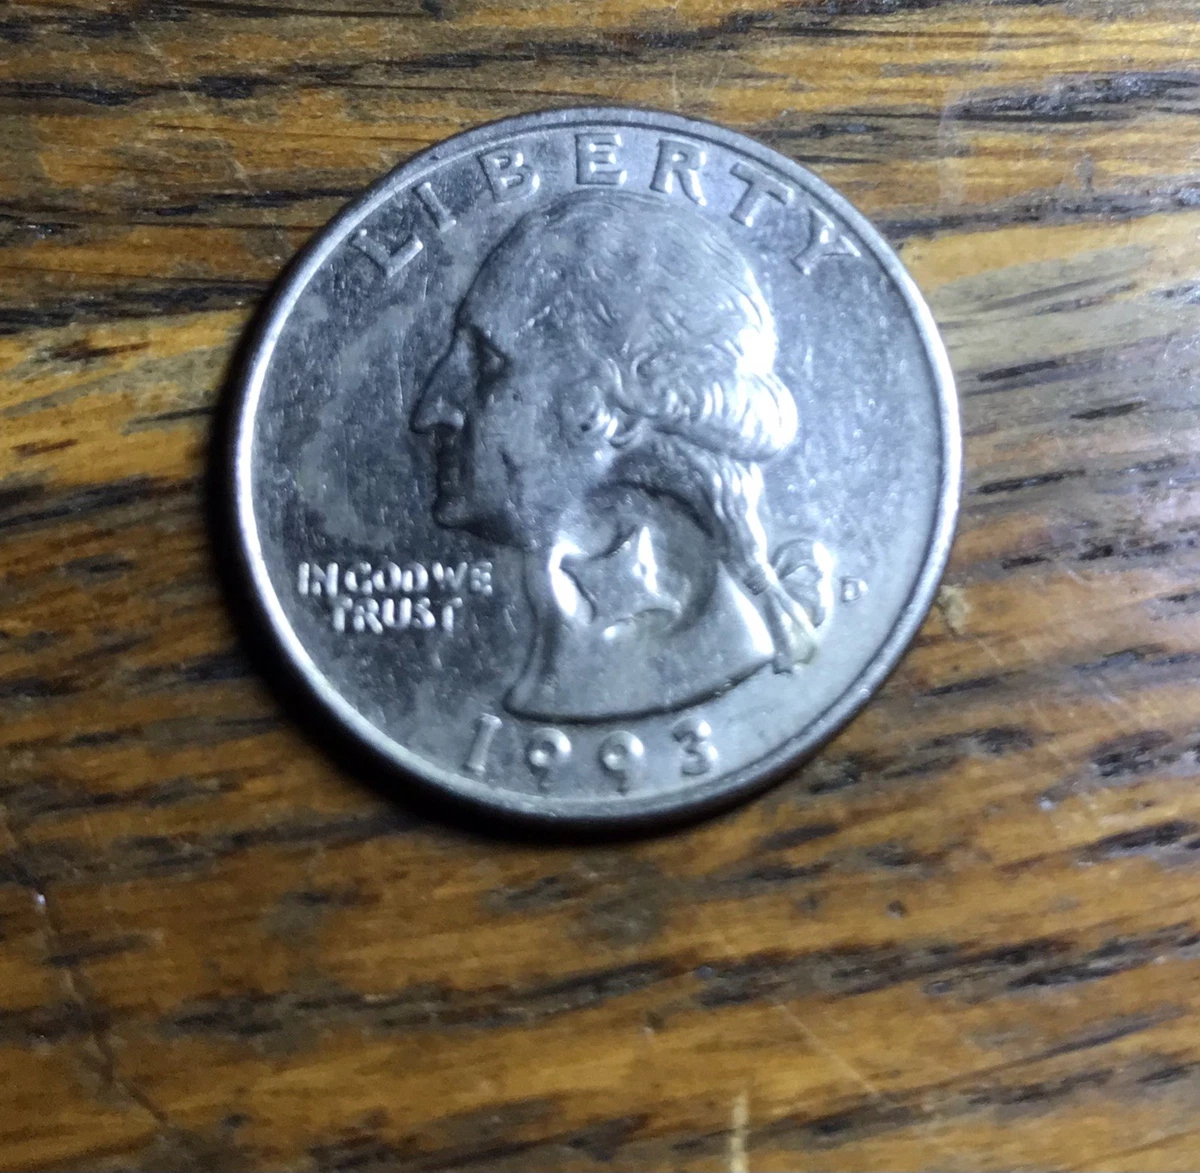 LIBERTY
IN GOD WE
TRUST
D
1993